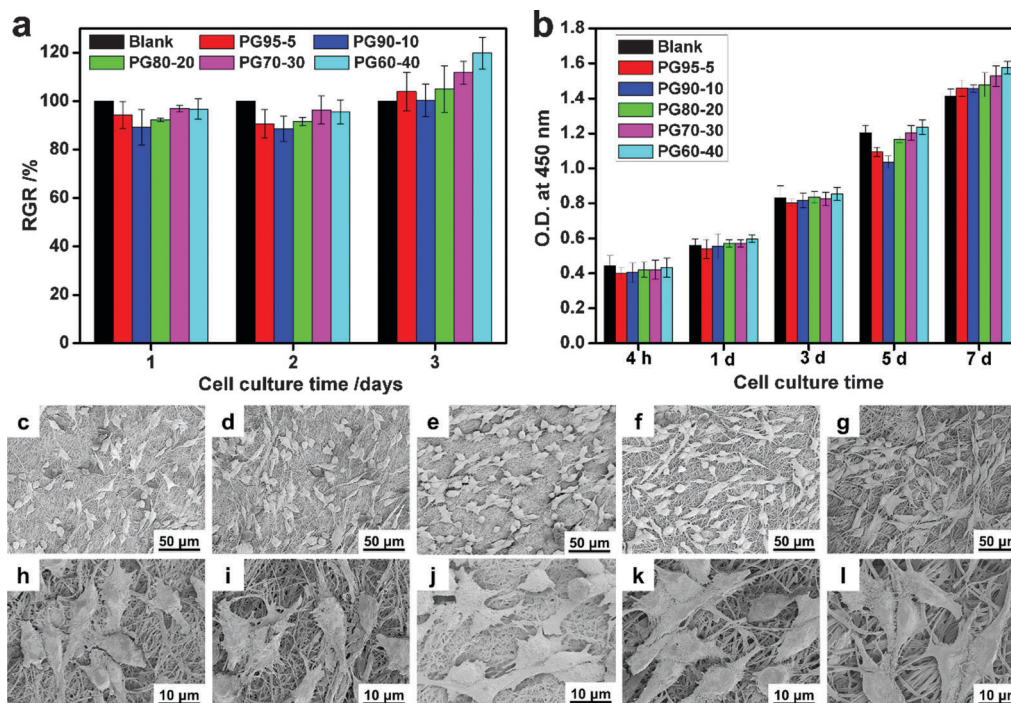 a
Blank PG95-5 PG90-10
PG80-20 PG70-30 PG60-40
RGR /%
120
100
80
60
40
20
0
1 2 3
Cell culture time /days
b
Blank
PG95-5
PG90-10
PG80-20
PG70-30
PG60-40
O.D. at 450 nm
1.6
1.4
1.2
1.0
0.8
0.6
0.4
0.2
0.0
4 h 1 d 3 d 5 d 7 d
Cell culture time
c d e f g
50 μm 50 μm 50 μm 50 μm 50 μm
h i j k l
10 μm 10 μm 10 μm 10 μm 10 μm